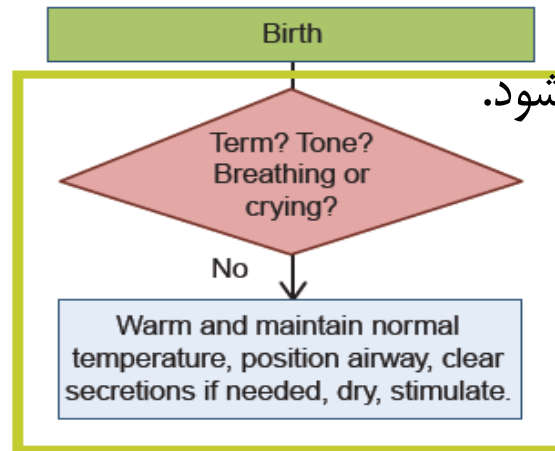 Birth
شود.
Term? Tone?
Breathing or
crying?
No
Warm and maintain normal
temperature, position airway, clear
secretions if needed, dry, stimulate.